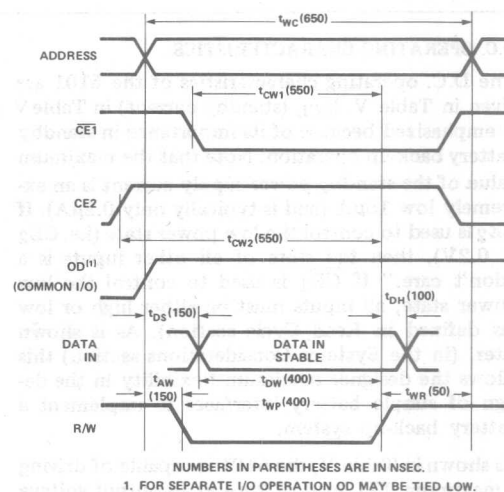 tWC(650)
ADDRESS
tCW1(550)
CE1
CE2
tCW2(550)
OD(1)
(COMMON I/O)
tDS(150)
tDH(100)
DATA
IN
DATA IN
STABLE
tAW
(150)
tDW(400)
tWP(400)
tWR(50)
R/W
NUMBERS IN PARENTHESES ARE IN NSEC.
1. FOR SEPARATE I/O OPERATION OD MAY BE TIED LOW.